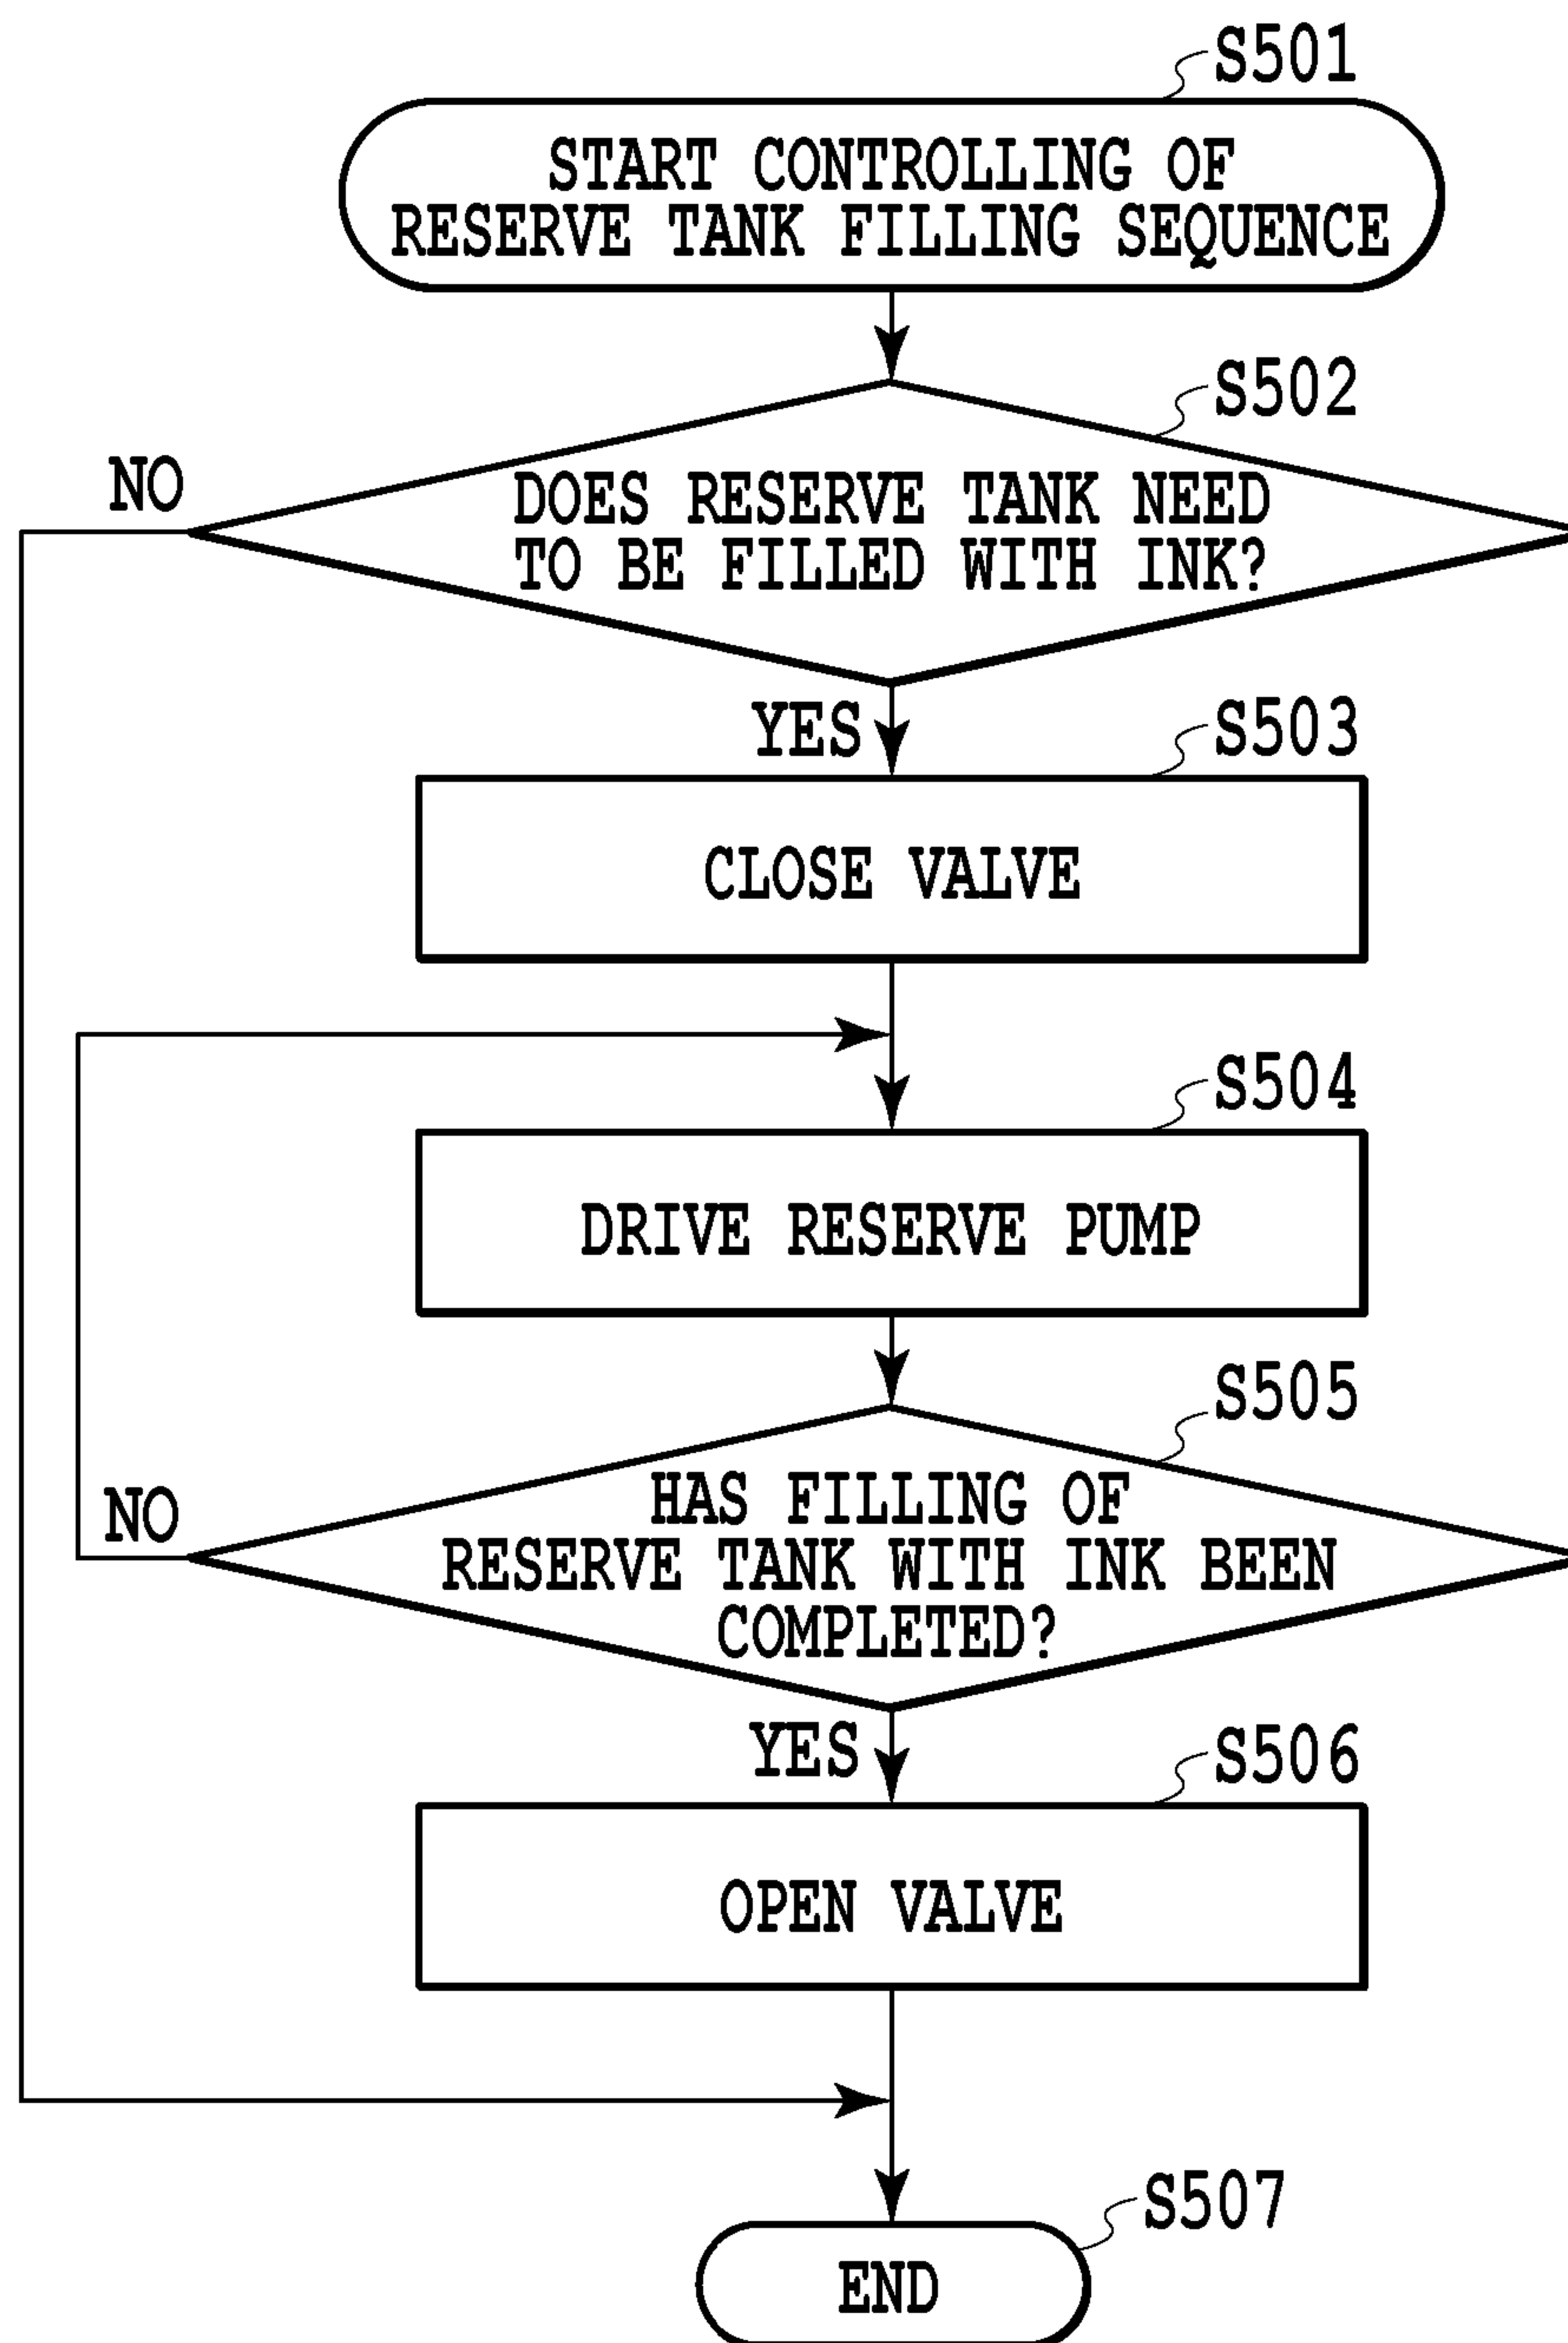 S501
START CONTROLLING OF
RESERVE TANK FILLING SEQUENCE
S502
NO
DOES RESERVE TANK NEED
TO BE FILLED WITH INK?
YES
S503
CLOSE VALVE
S504
DRIVE RESERVE PUMP
S505
HAS FILLING OF
NO
RESERVE TANK WITH INK BEEN
COMPLETED?
YES
S506
OPEN VALVE
S507
END